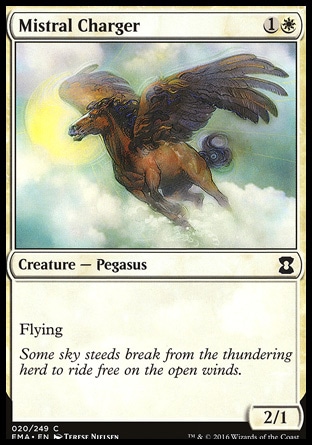 Mistral Charger 1
Creature — Pegasus
Flying
Some sky steeds break from the thundering
herd to ride free on the open winds.
2/1
020/249 C
EMA • EN Terese Nielsen ™ & © 2016 Wizards of the Coast